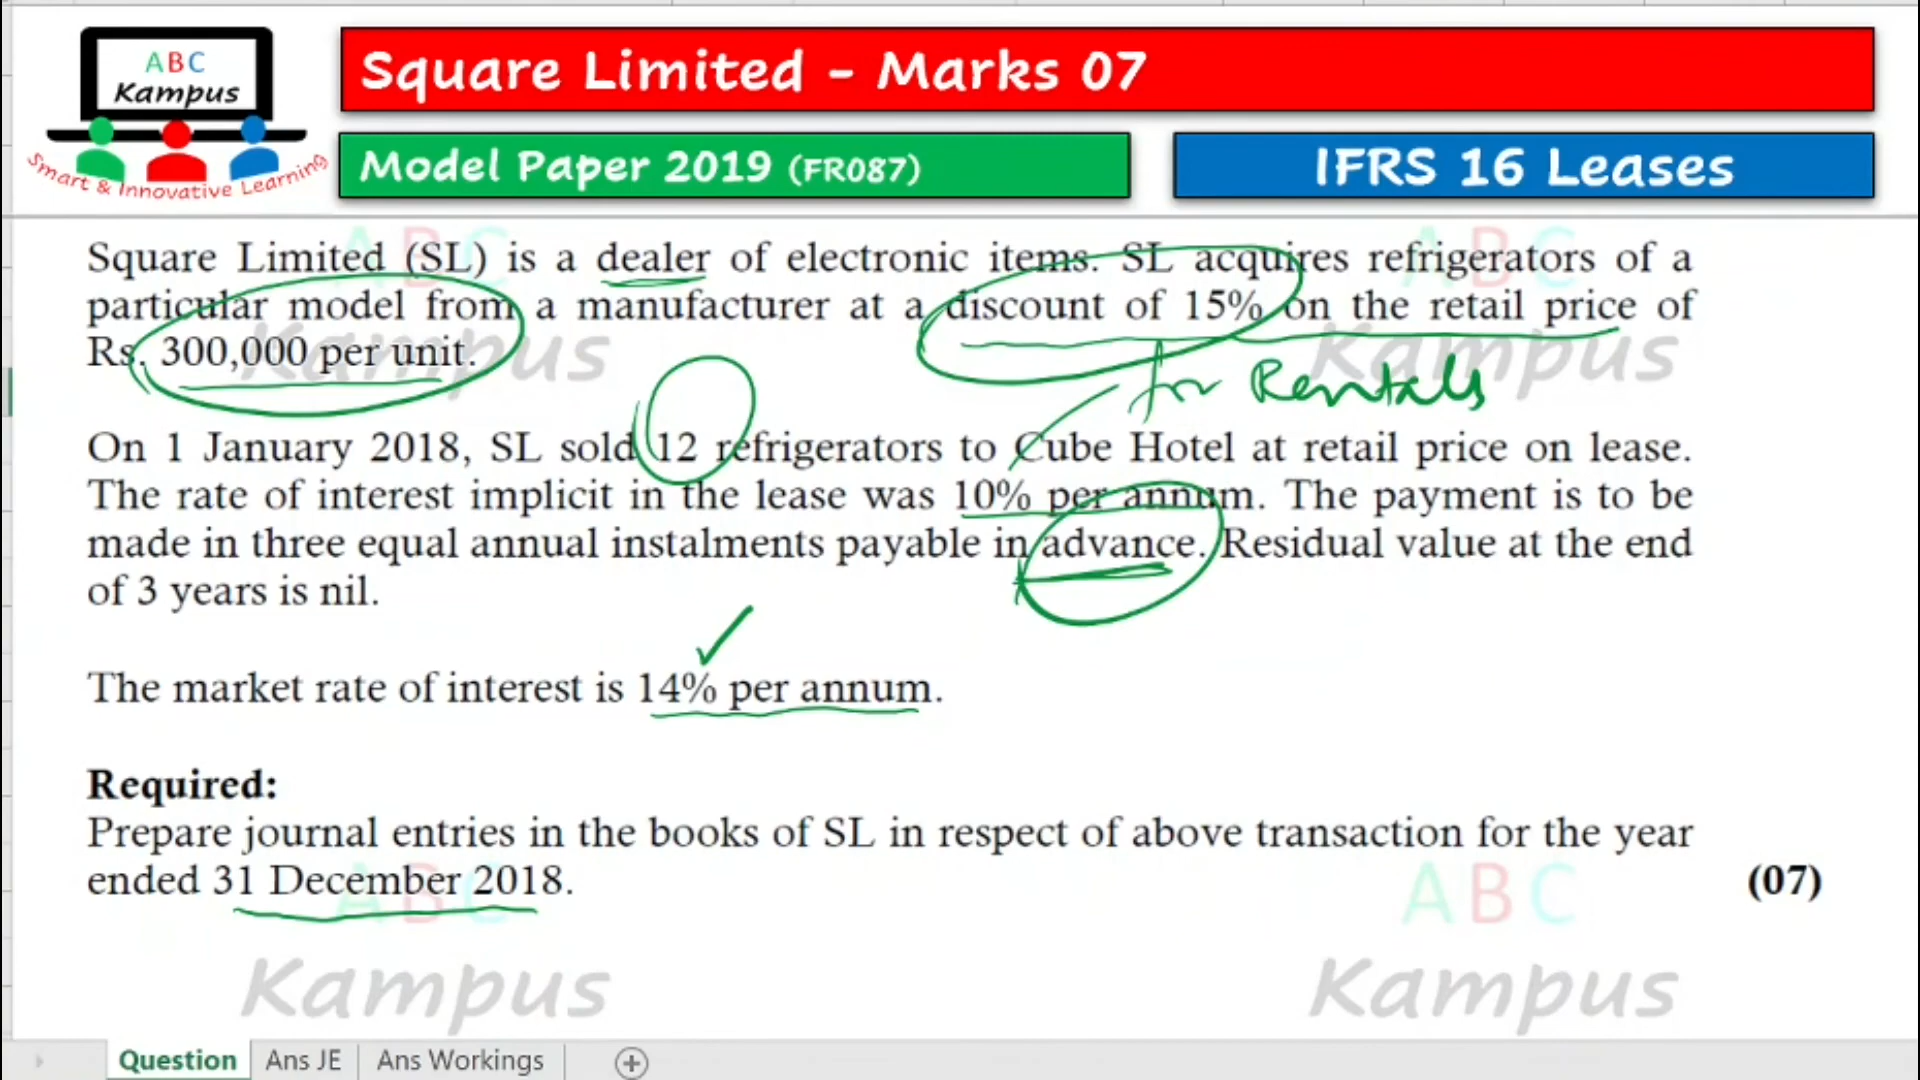 ABC
Kampus
Smart & Innovative Learning
Square Limited - Marks 07
Model Paper 2019 (FR087)
IFRS 16 Leases
Square Limited (SL) is a dealer of electronic items. SL acquires refrigerators of a
particular model from a manufacturer at a discount of 15% on the retail price of
Rs. 300,000 per unit.
for Rentals
On 1 January 2018, SL sold 12 refrigerators to Cube Hotel at retail price on lease.
The rate of interest implicit in the lease was 10% per annum. The payment is to be
made in three equal annual instalments payable in advance. Residual value at the end
of 3 years is nil.
The market rate of interest is 14% per annum.
Required:
Prepare journal entries in the books of SL in respect of above transaction for the year
ended 31 December 2018.
(07)
ABC
Kampus
ABC
Kampus
ABC
Kampus
ABC
Kampus
Question
Ans JE
Ans Workings